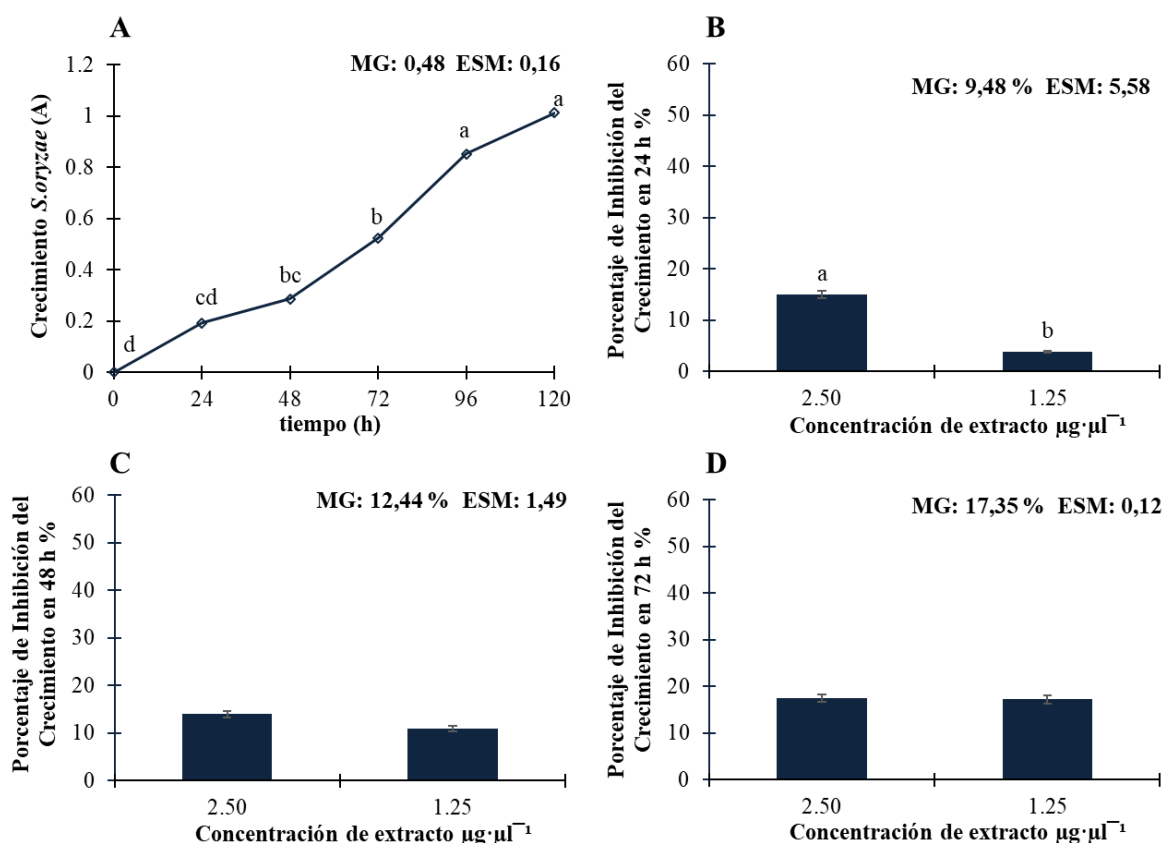 A
MG: 0,48 ESM: 0,16
Crecimiento S.oryzae (A)
1.2
1
0.8
0.6
0.4
0.2
0
d
cd
bc
b
a
a
0 24 48 72 96 120
tiempo (h)
B
MG: 9,48 % ESM: 5,58
Porcentaje de Inhibición del
Crecimiento en 24 h %
60
50
40
30
20
10
0
a
b
2.50 1.25
Concentración de extracto µg·µl⁻¹
C
MG: 12,44 % ESM: 1,49
Porcentaje de Inhibición del
Crecimiento en 48 h %
60
50
40
30
20
10
0
2.50 1.25
Concentración de extracto µg·µl⁻¹
D
MG: 17,35 % ESM: 0,12
Porcentaje de Inhibición del
Crecimiento en 72 h %
60
50
40
30
20
10
0
2.50 1.25
Concentración de extracto µg·µl⁻¹